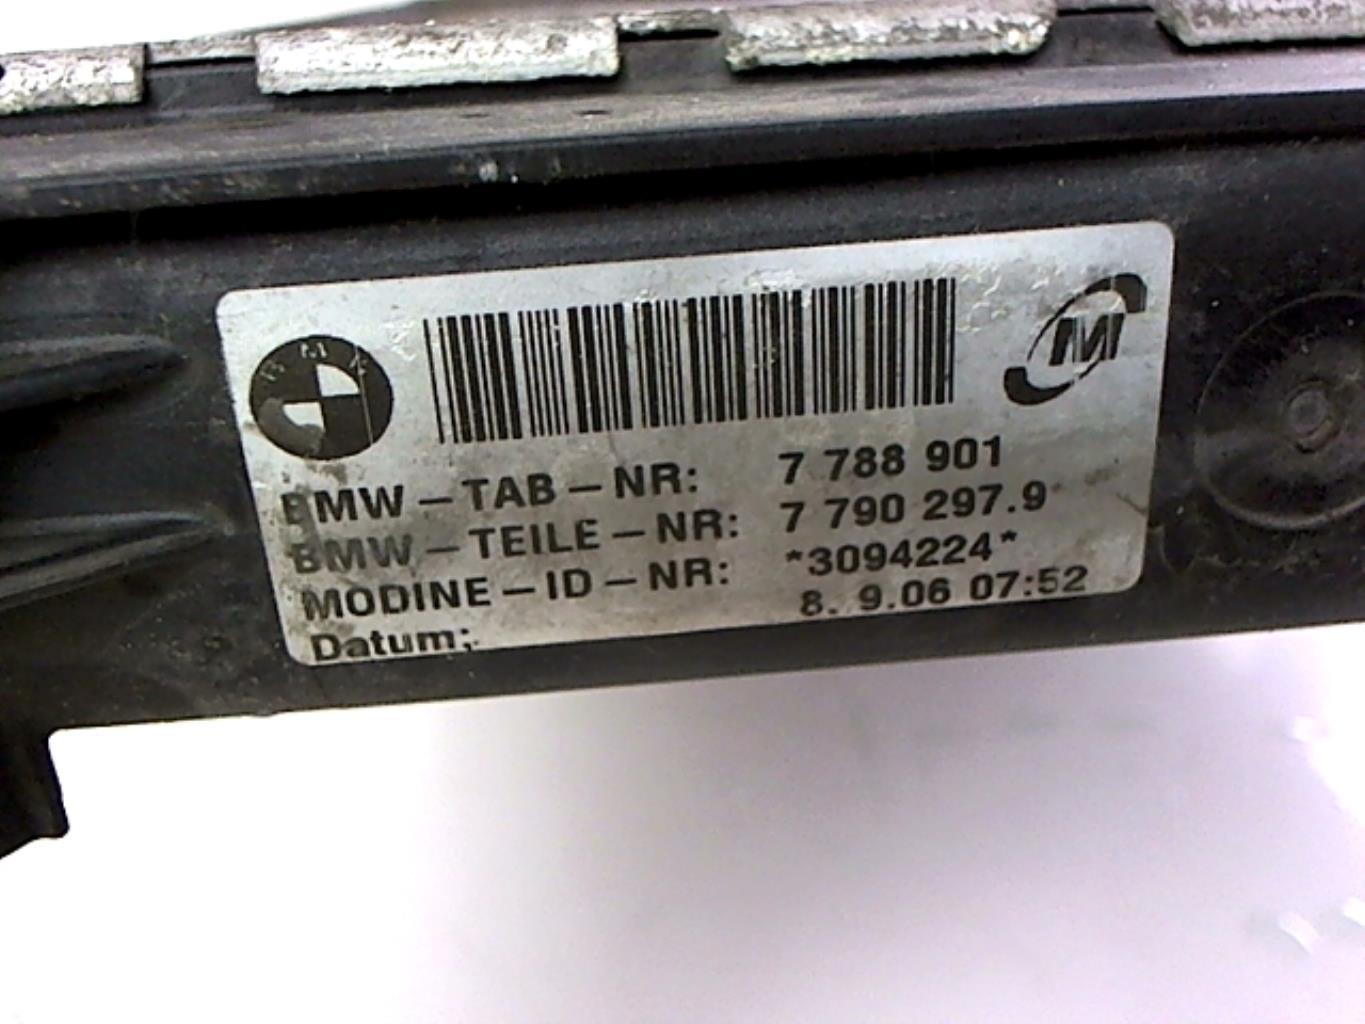 BMW
M
BMW-TAB-NR: 7 788 901
BMW-TEILE-NR: 7 790 297.9
MODINE-ID-NR: *3094224*
Datum: 8. 9.06 07:52